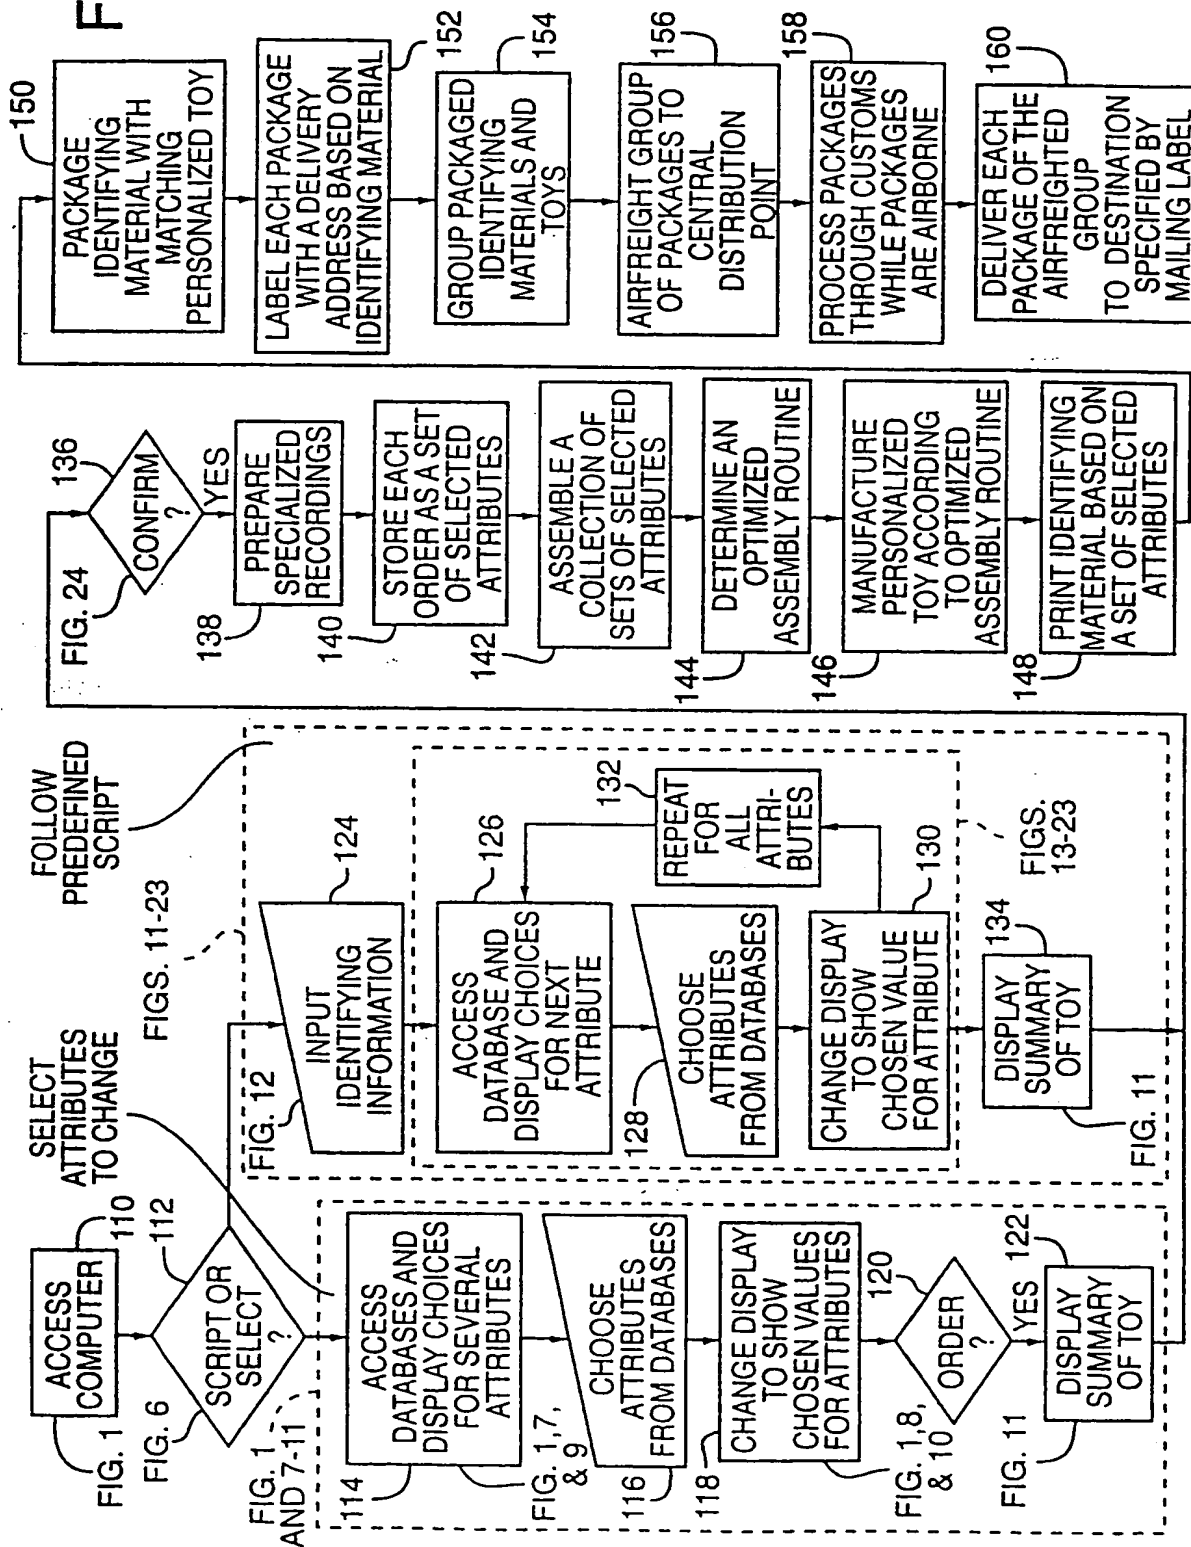 F
ACCESS
COMPUTER
110
FIG. 1
SCRIPT OR
SELECT
?
112
FIG. 6
SELECT
ATTRIBUTES
TO CHANGE
FIG. 1
AND 7-11
ACCESS
DATABASES AND
DISPLAY CHOICES
FOR SEVERAL
ATTRIBUTES
114
FIG. 1,7,
& 9
CHOOSE
ATTRIBUTES
FROM DATABASES
116
CHANGE DISPLAY
TO SHOW
CHOSEN VALUES
FOR ATTRIBUTES
118
FIG. 1,8,
& 10
ORDER
?
120
YES
DISPLAY
SUMMARY
OF TOY
122
FIG. 11
FOLLOW
PREDEFINED
SCRIPT
FIGS. 11-23
INPUT
IDENTIFYING
INFORMATION
124
FIG. 12
ACCESS
DATABASE AND
DISPLAY CHOICES
FOR NEXT
ATTRIBUTE
126
CHOOSE
ATTRIBUTES
FROM DATABASES
128
CHANGE DISPLAY
TO SHOW
CHOSEN VALUE
FOR ATTRIBUTE
130
REPEAT
FOR
ALL
ATTRI-
BUTES
132
FIGS.
13-23
DISPLAY
SUMMARY
OF TOY
134
FIG. 11
CONFIRM
?
136
FIG. 24
YES
PREPARE
SPECIALIZED
RECORDINGS
138
STORE EACH
ORDER AS A SET
OF SELECTED
ATTRIBUTES
140
ASSEMBLE A
COLLECTION OF
SETS OF SELECTED
ATTRIBUTES
142
DETERMINE AN
OPTIMIZED
ASSEMBLY ROUTINE
144
MANUFACTURE
PERSONALIZED
TOY ACCORDING
TO OPTIMIZED
ASSEMBLY ROUTINE
146
PRINT IDENTIFYING
MATERIAL BASED ON
A SET OF SELECTED
ATTRIBUTES
148
PACKAGE
IDENTIFYING
MATERIAL WITH
MATCHING
PERSONALIZED TOY
150
LABEL EACH PACKAGE
WITH A DELIVERY
ADDRESS BASED ON
IDENTIFYING MATERIAL
152
GROUP PACKAGED
IDENTIFYING
MATERIALS AND
TOYS
154
AIRFREIGHT GROUP
OF PACKAGES TO
CENTRAL
DISTRIBUTION
POINT
156
PROCESS PACKAGES
THROUGH CUSTOMS
WHILE PACKAGES
ARE AIRBORNE
158
DELIVER EACH
PACKAGE OF THE
AIRFREIGHTED
GROUP
TO DESTINATION
SPECIFIED BY
MAILING LABEL
160